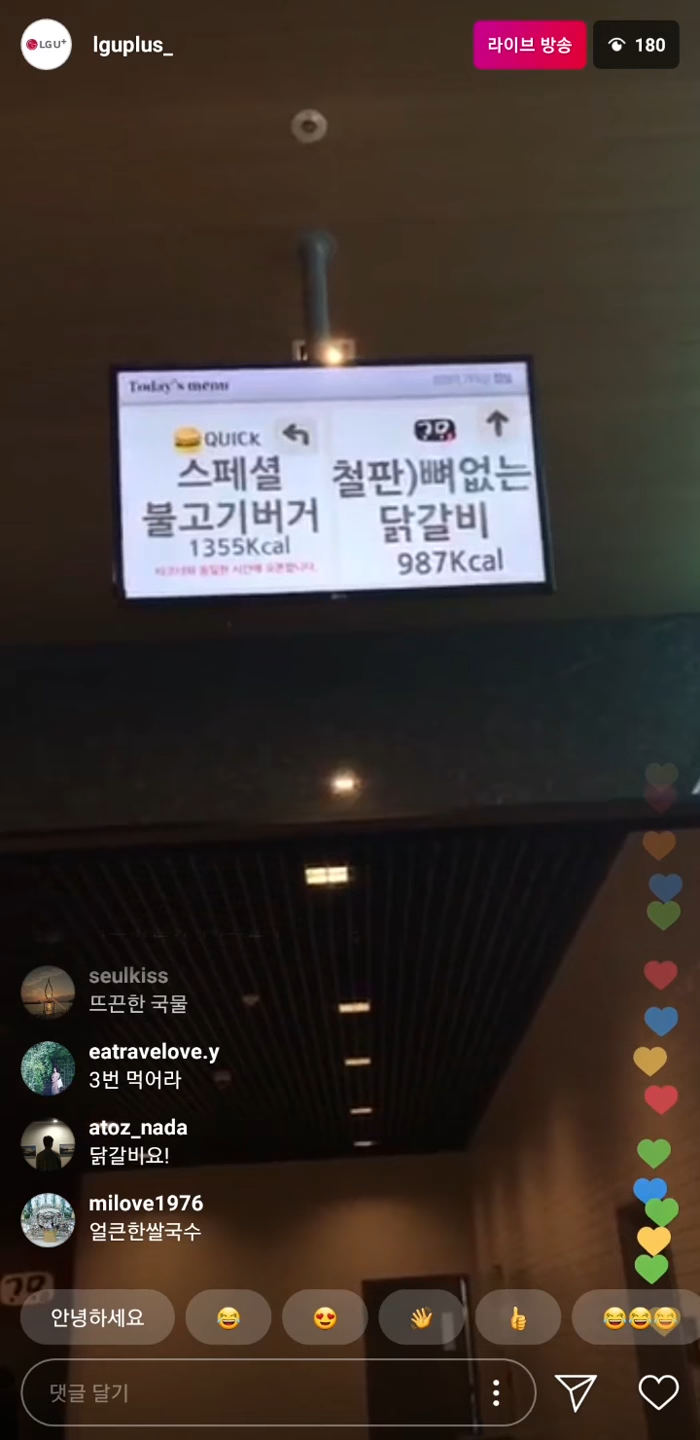 LG U+
lguplus_
라이브 방송
180
Today's menu
QUICK
스페셜
불고기버거
1355Kcal
철판)뼈없는
닭갈비
987Kcal
seulkiss
뜨끈한 국물
eatravelove.y
3번 먹어라
atoz_nada
닭갈비요!
milove1976
얼큰한쌀국수
안녕하세요
😂
😍
👋
👍
😂😂😂
댓글 달기